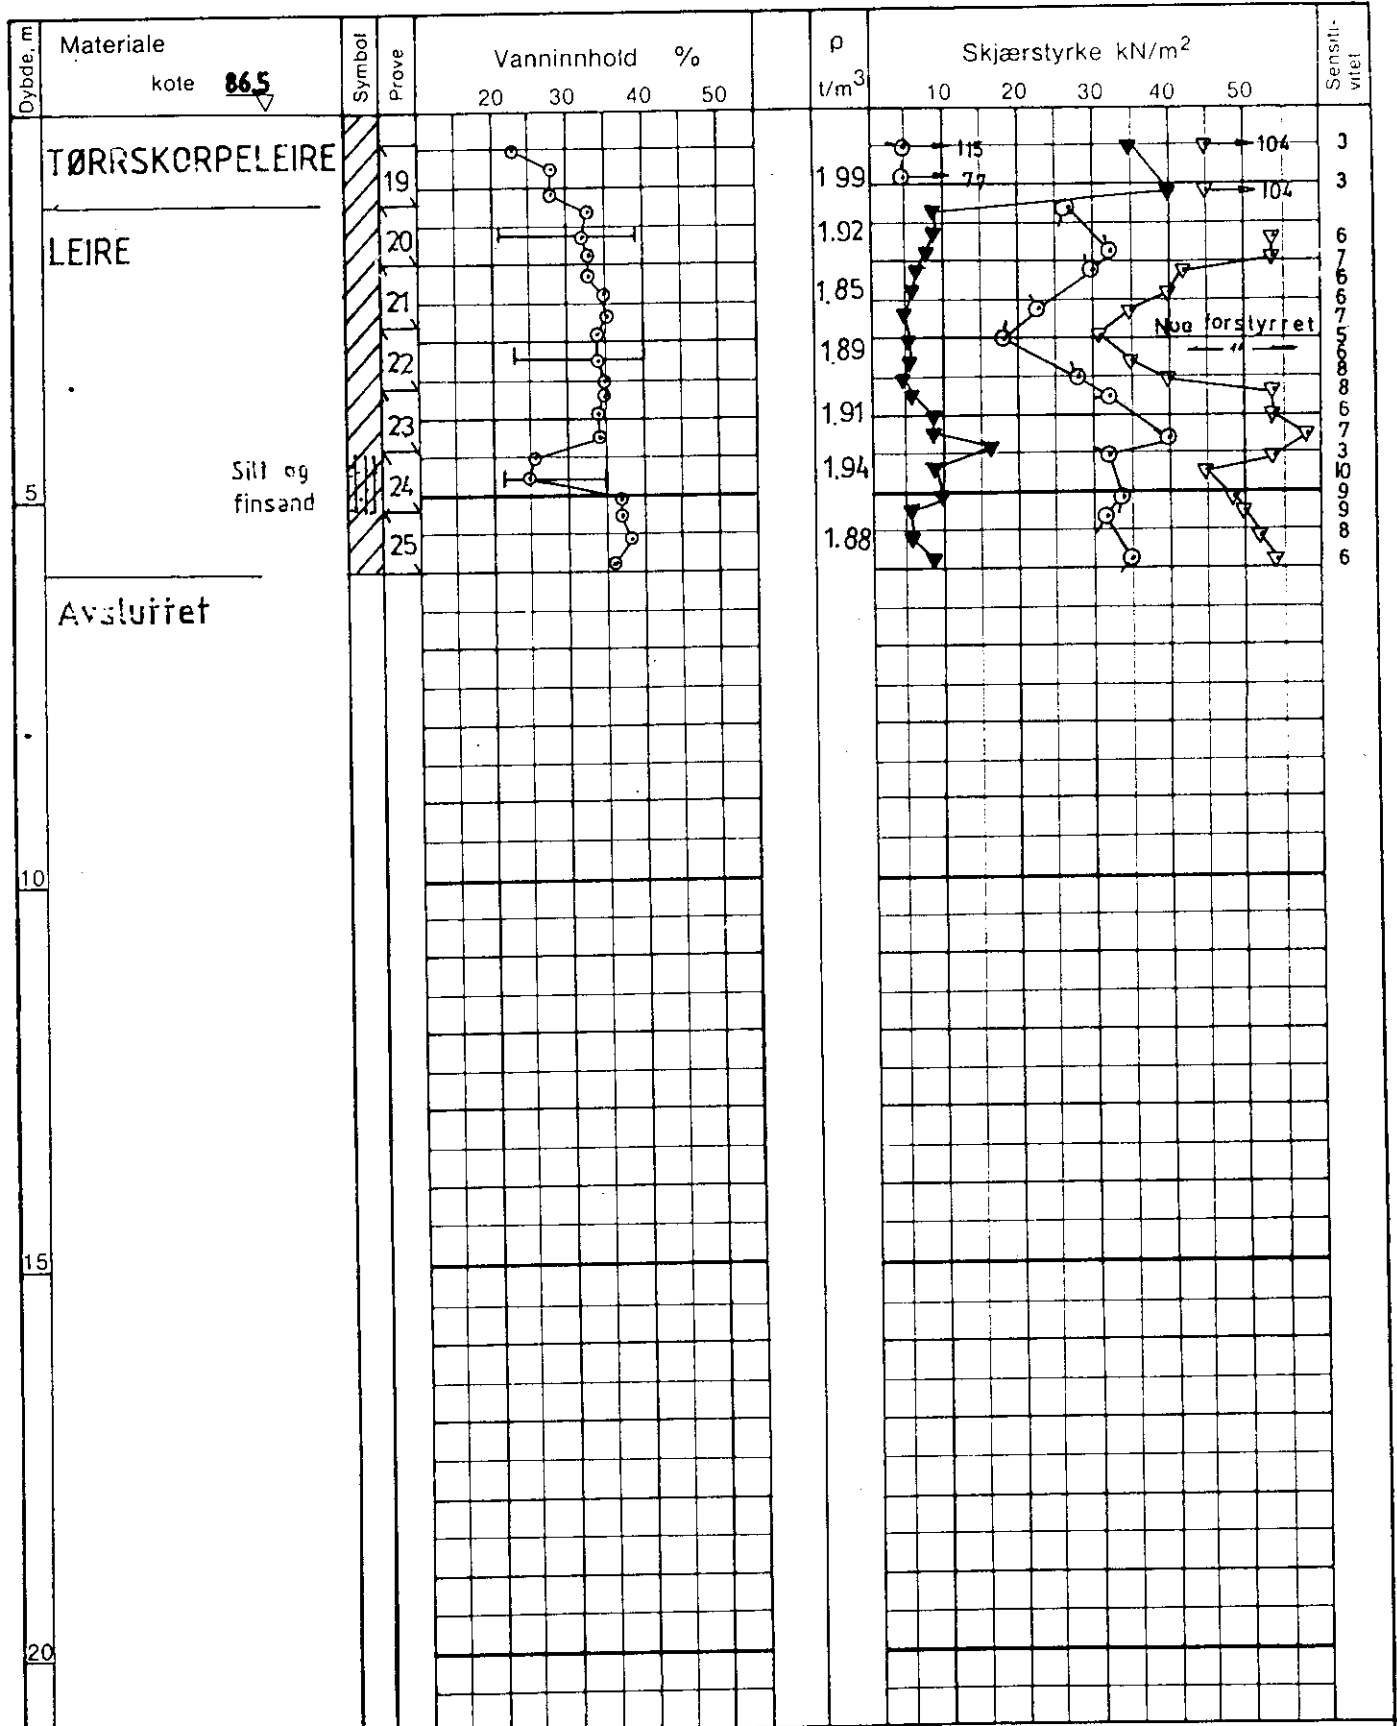 Dybde, m
Materiale
kote 86.5
Symbol
Prøve
Vanninnhold %
20 30 40 50
ρ
t/m³
Skjærstyrke kN/m²
10 20 30 40 50
Sensiti-
vitet
TØRRSKORPELEIRE
LEIRE
Silt og
finsand
Avsluttet
5
10
15
20
19
20
21
22
23
24
25
1.99
1.92
1.85
1.89
1.91
1.94
1.88
115
77
104
104
Noe forstyrret
— " —
3
3
6
7
6
6
7
5
6
8
8
6
7
3
10
9
9
8
6